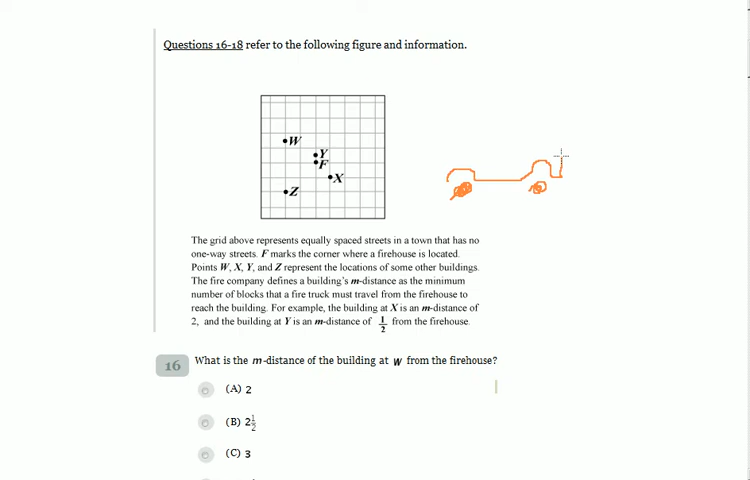 Questions 16-18 refer to the following figure and information.
W
Y
F
X
Z
The grid above represents equally spaced streets in a town that has no
one-way streets. F marks the corner where a firehouse is located.
Points W, X, Y, and Z represent the locations of some other buildings.
The fire company defines a building's m-distance as the minimum
number of blocks that a fire truck must travel from the firehouse to
reach the building. For example, the building at X is an m-distance of
2, and the building at Y is an m-distance of 1/2 from the firehouse.
16 What is the m-distance of the building at W from the firehouse?
(A) 2
(B) 2 1/2
(C) 3